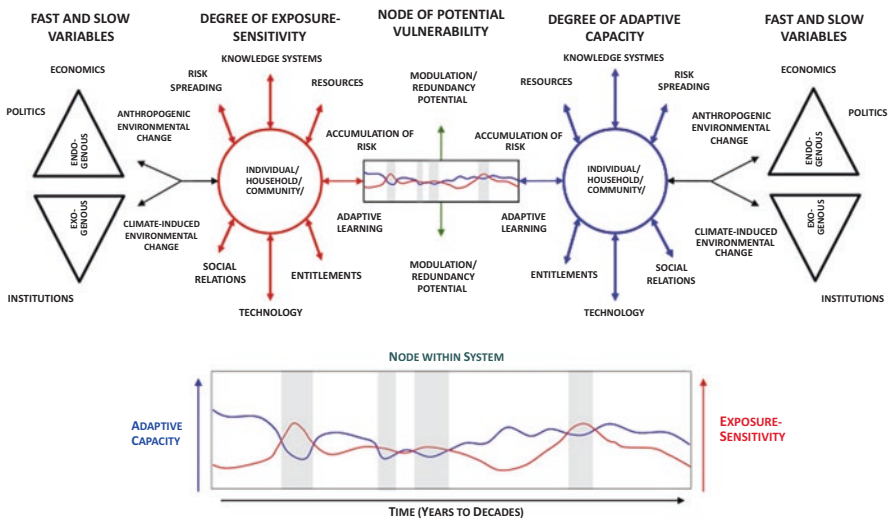 FAST AND SLOW
VARIABLES
DEGREE OF EXPOSURE-
SENSITIVITY
NODE OF POTENTIAL
VULNERABILITY
DEGREE OF ADAPTIVE
CAPACITY
FAST AND SLOW
VARIABLES
ECONOMICS
POLITICS
ENDO-
GENOUS
EXO-
GENOUS
INSTITUTIONS
ANTHROPOGENIC
ENVIRONMENTAL
CHANGE
CLIMATE-INDUCED
ENVIRONMENTAL
CHANGE
KNOWLEDGE SYSTEMS
RISK
SPREADING
RESOURCES
INDIVIDUAL/
HOUSEHOLD/
COMMUNITY/
SOCIAL
RELATIONS
ENTITLEMENTS
TECHNOLOGY
ACCUMULATION OF
RISK
ADAPTIVE
LEARNING
MODULATION/
REDUNDANCY
POTENTIAL
MODULATION/
REDUNDANCY
POTENTIAL
ACCUMULATION OF
RISK
ADAPTIVE
LEARNING
KNOWLEDGE SYSTMES
RESOURCES
RISK
SPREADING
INDIVIDUAL/
HOUSEHOLD/
COMMUNITY/
ENTITLEMENTS
SOCIAL
RELATIONS
TECHNOLOGY
ANTHROPOGENIC
ENVIRONMENTAL
CHANGE
CLIMATE-INDUCED
ENVIRONMENTAL
CHANGE
ECONOMICS
POLITICS
ENDO-
GENOUS
EXO-
GENOUS
INSTITUTIONS
NODE WITHIN SYSTEM
ADAPTIVE
CAPACITY
EXPOSURE-
SENSITIVITY
TIME (YEARS TO DECADES)